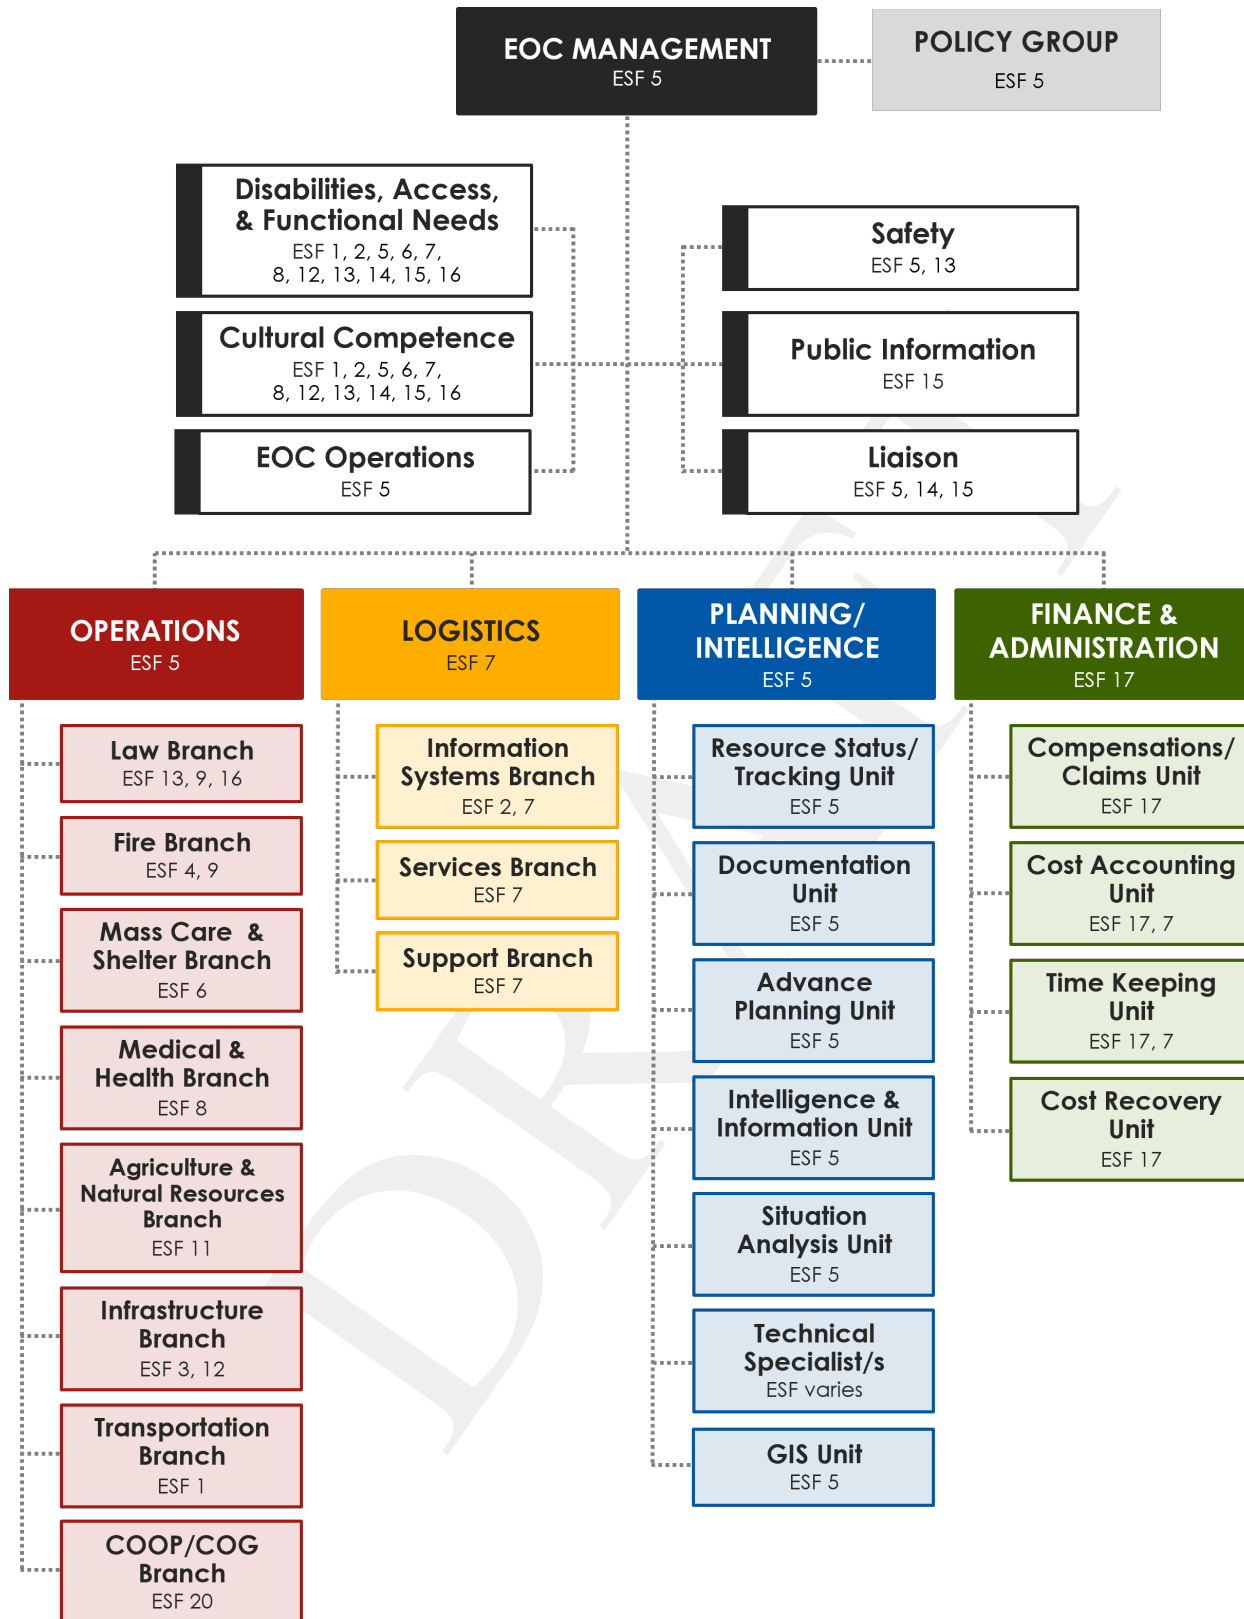 EOC MANAGEMENT
ESF 5
POLICY GROUP
ESF 5
Disabilities, Access,
& Functional Needs
ESF 1, 2, 5, 6, 7,
8, 12, 13, 14, 15, 16
Cultural Competence
ESF 1, 2, 5, 6, 7,
8, 12, 13, 14, 15, 16
EOC Operations
ESF 5
Safety
ESF 5, 13
Public Information
ESF 15
Liaison
ESF 5, 14, 15
OPERATIONS
ESF 5
Law Branch
ESF 13, 9, 16
Fire Branch
ESF 4, 9
Mass Care & 
Shelter Branch
ESF 6
Medical &
Health Branch
ESF 8
Agriculture &
Natural Resources
Branch
ESF 11
Infrastructure
Branch
ESF 3, 12
Transportation
Branch
ESF 1
COOP/COG
Branch
ESF 20
LOGISTICS
ESF 7
Information
Systems Branch
ESF 2, 7
Services Branch
ESF 7
Support Branch
ESF 7
PLANNING/
INTELLIGENCE
ESF 5
Resource Status/
Tracking Unit
ESF 5
Documentation
Unit
ESF 5
Advance
Planning Unit
ESF 5
Intelligence &
Information Unit
ESF 5
Situation
Analysis Unit
ESF 5
Technical
Specialist/s
ESF varies
GIS Unit
ESF 5
FINANCE &
ADMINISTRATION
ESF 17
Compensations/
Claims Unit
ESF 17
Cost Accounting
Unit
ESF 17, 7
Time Keeping
Unit
ESF 17, 7
Cost Recovery
Unit
ESF 17
DRAFT